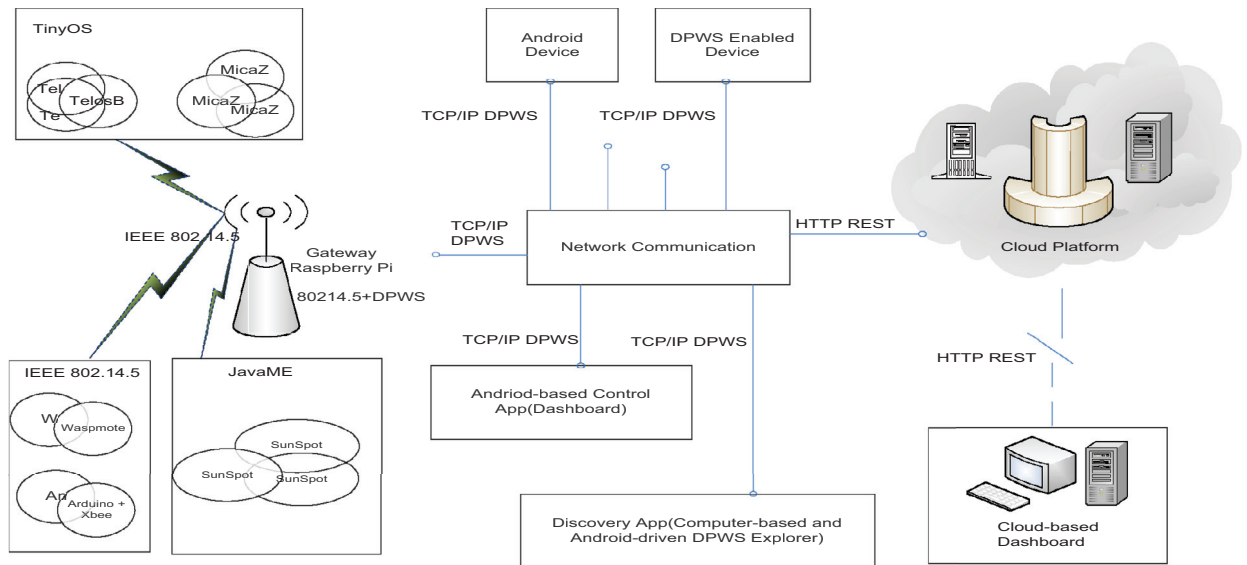 TinyOS
Tel
TelosB
Te
MicaZ
MicaZ
MicaZ
IEEE 802.14.5
Gateway
Raspberry Pi
80214.5+DPWS
IEEE 802.14.5
W
Waspmote
Ar
Arduino +
Xbee
JavaME
SunSpot
SunSpot
SunSpot
Android
Device
DPWS Enabled
Device
TCP/IP DPWS
TCP/IP DPWS
TCP/IP
DPWS
Network Communication
HTTP REST
TCP/IP DPWS
TCP/IP DPWS
Andriod-based Control
App(Dashboard)
Discovery App(Computer-based and
Android-driven DPWS Explorer)
Cloud Platform
HTTP REST
Cloud-based
Dashboard